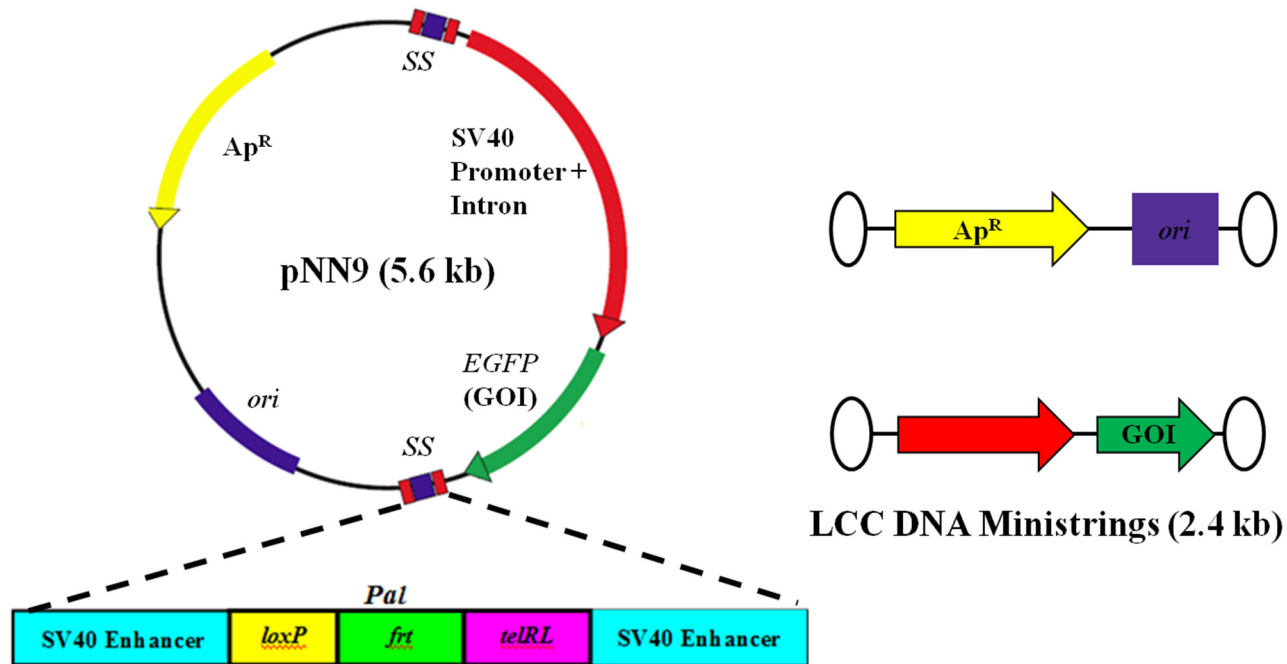 SS
Ap^R
SV40
Promoter+
Intron
pNN9 (5.6 kb)
EGFP
(GOI)
ori
SS
Pal
SV40 Enhancer loxP frt telRL SV40 Enhancer
Ap^R ori
GOI
LCC DNA Ministrings (2.4 kb)